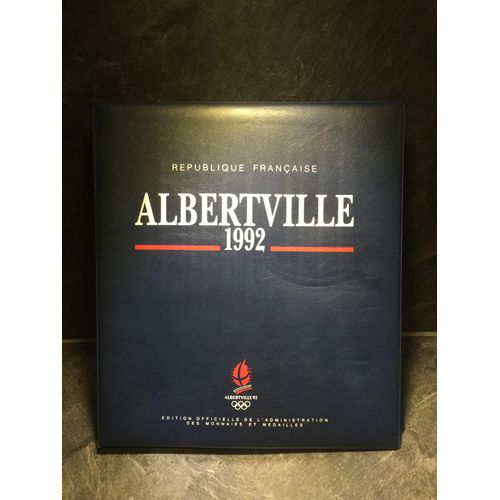 REPUBLIQUE FRANÇAISE
ALBERTVILLE
1992
ALBERTVILLE 92
EDITION OFFICIELLE DE L'ADMINISTRATION
DES MONNAIES ET MEDAILLES